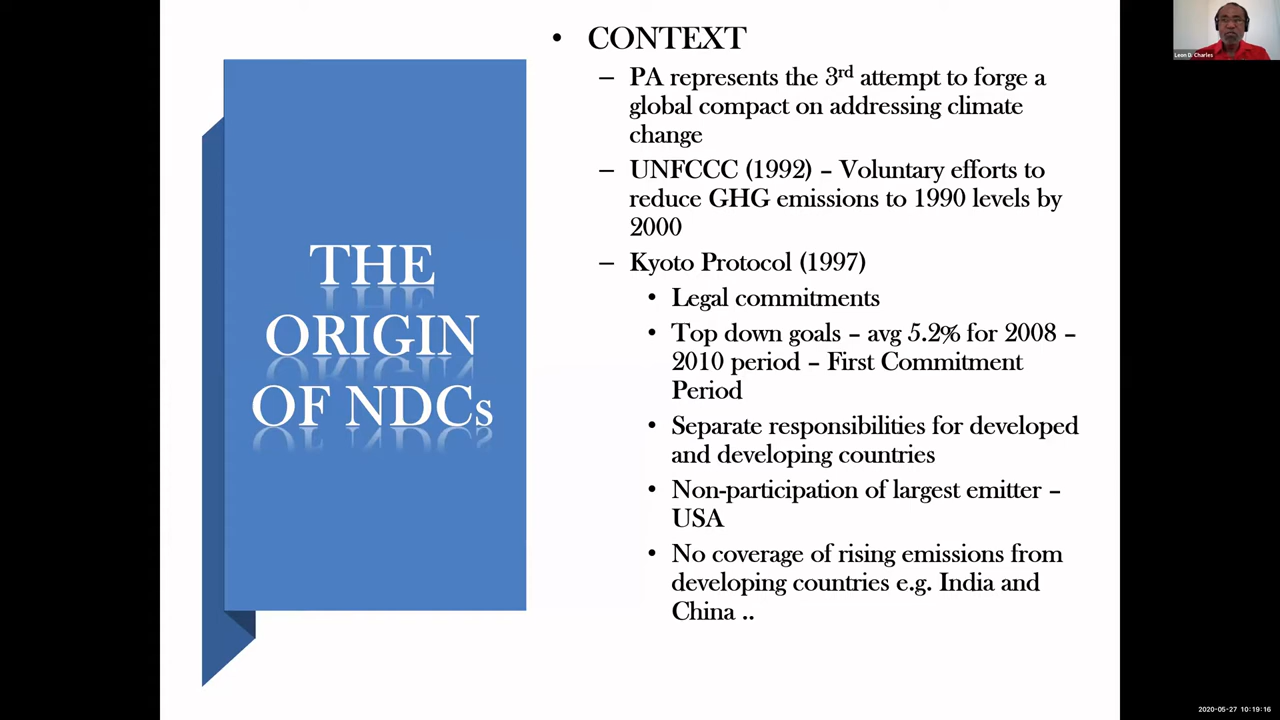 THE
ORIGIN
OF NDCs
• CONTEXT
– PA represents the 3rd attempt to forge a
global compact on addressing climate
change
– UNFCCC (1992) – Voluntary efforts to
reduce GHG emissions to 1990 levels by
2000
– Kyoto Protocol (1997)
• Legal commitments
• Top down goals – avg 5.2% for 2008 –
2010 period – First Commitment
Period
• Separate responsibilities for developed
and developing countries
• Non-participation of largest emitter –
USA
• No coverage of rising emissions from
developing countries e.g. India and
China ..
Leon D. Charles
2020-05-27 10:19:16